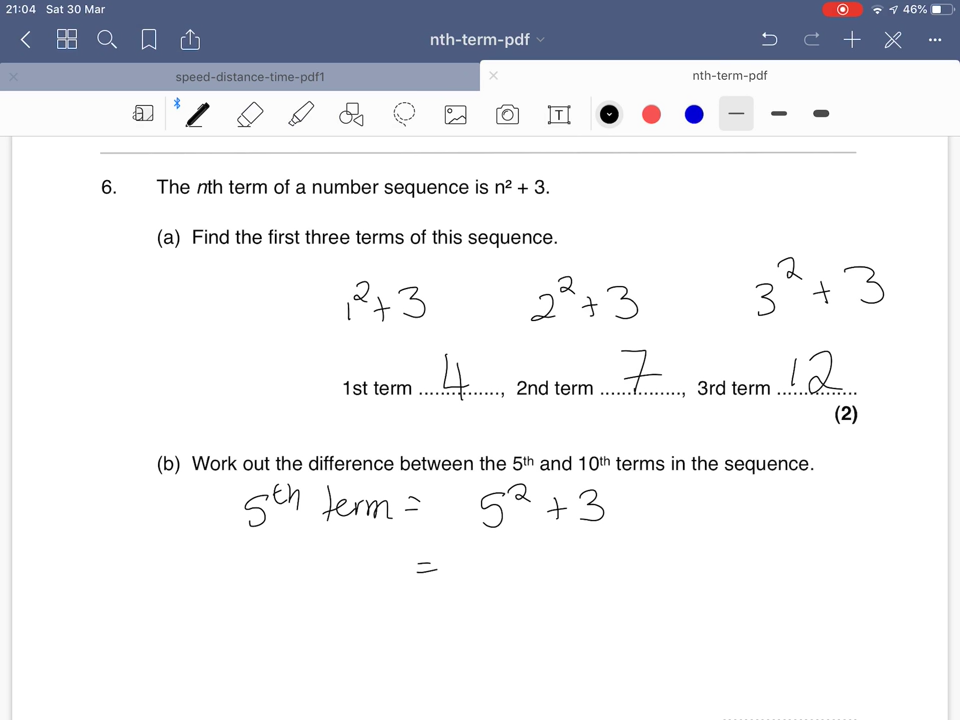 21:04 Sat 30 Mar 46%
nth-term-pdf
speed-distance-time-pdf1 nth-term-pdf
T
6. The nth term of a number sequence is n² + 3.
(a) Find the first three terms of this sequence.
1² + 3 2² + 3 3² + 3
1st term ....4...., 2nd term ....7...., 3rd term ....12....
(2)
(b) Work out the difference between the 5th and 10th terms in the sequence.
5th term = 5² + 3
=